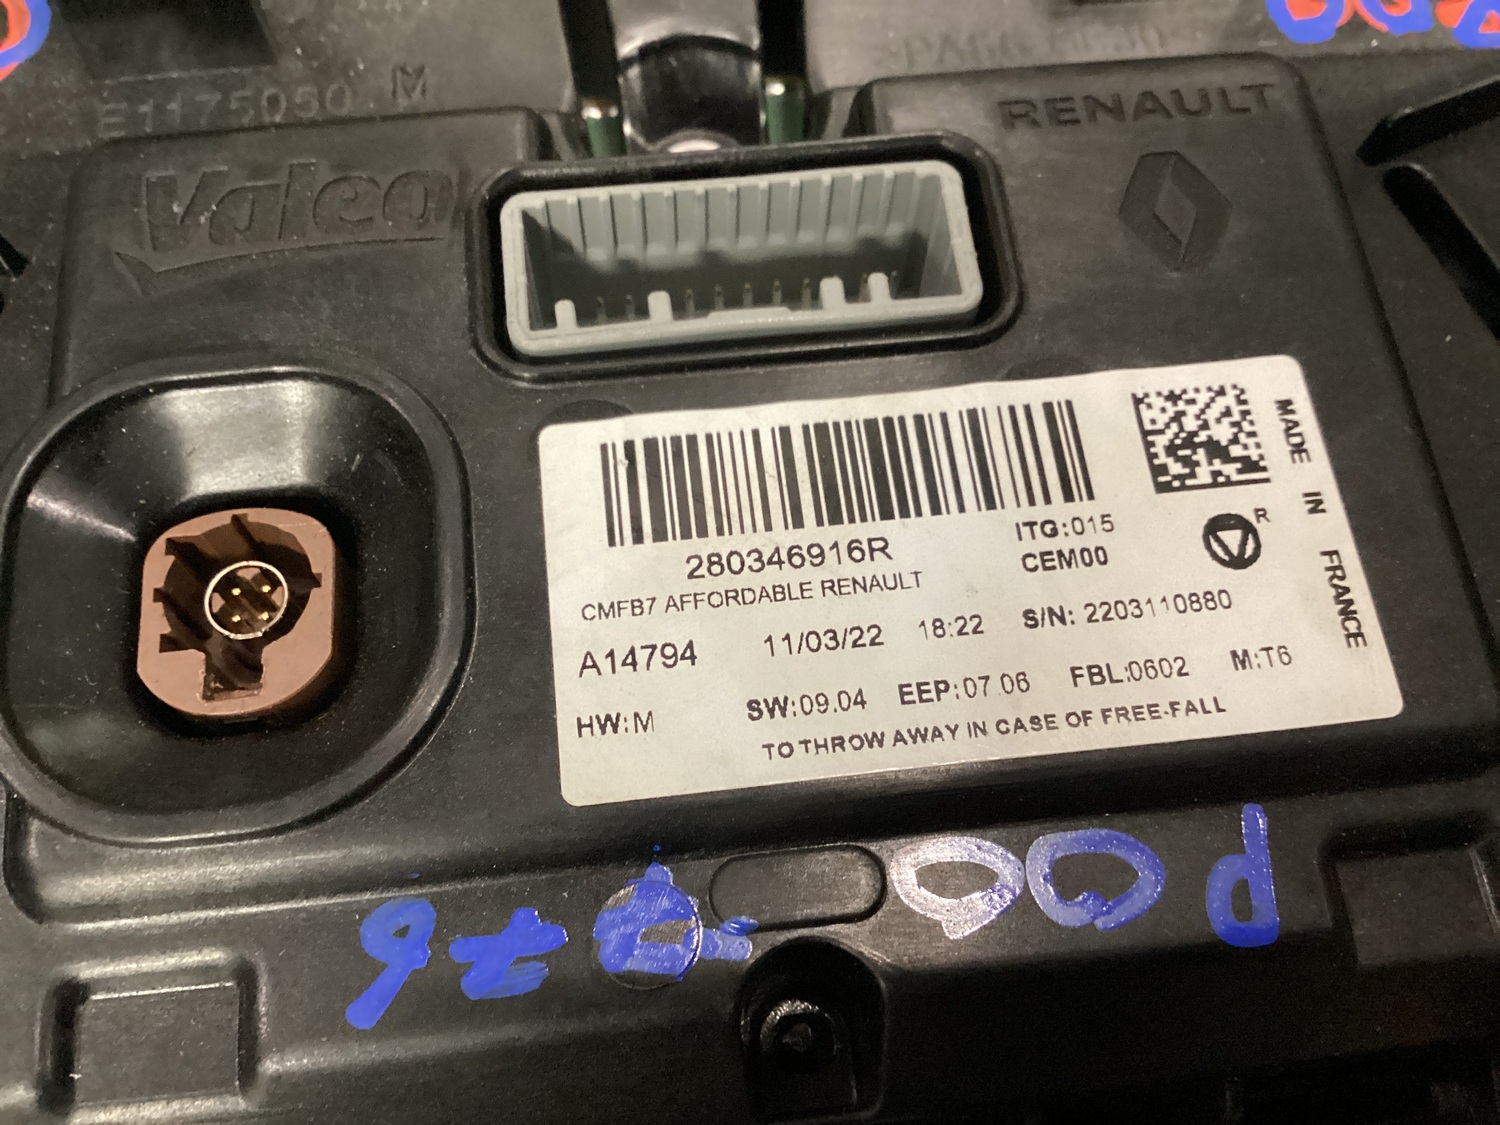 E1175050 M
Valeo
RENAULT
280346916R
ITG:015
CEM00
R
CMFB7 AFFORDABLE RENAULT
A14794 11/03/22 18:22 S/N: 2203110880
HW:M SW:09.04 EEP:07.06 FBL:0602 M:T6
TO THROW AWAY IN CASE OF FREE-FALL
MADE IN FRANCE